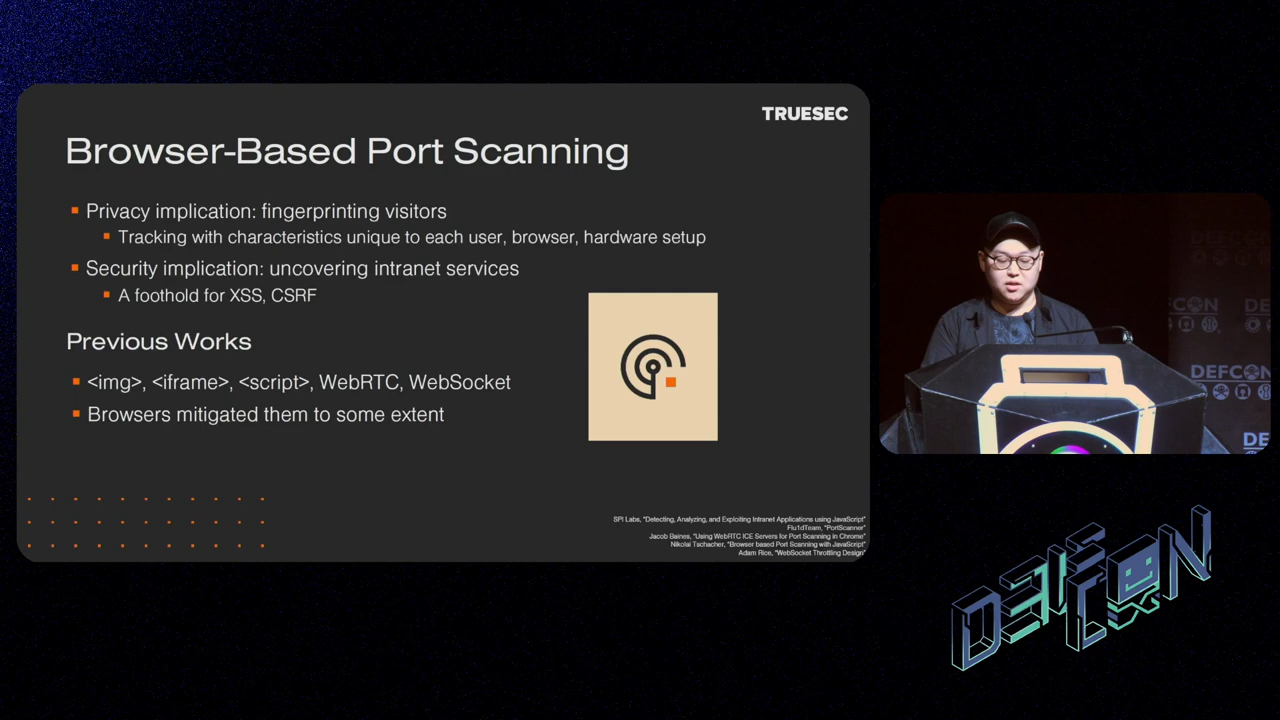 TRUESEC
Browser-Based Port Scanning
Privacy implication: fingerprinting visitors
Tracking with characteristics unique to each user, browser, hardware setup
Security implication: uncovering intranet services
A foothold for XSS, CSRF
Previous Works
<img>, <iframe>, <script>, WebRTC, WebSocket
Browsers mitigated them to some extent
SPI Labs, "Detecting, Analyzing, and Exploiting Intranet Applications using JavaScript"
Flu1dTeam, "PortScanner"
Jacob Baines, "Using WebRTC ICE Servers for Port Scanning in Chrome"
Nikolai Tschacher, "Browser based Port Scanning with JavaScript"
Adam Rice, "WebSocket Throttling Design"
DEFCON
DEFCON
DEFCON